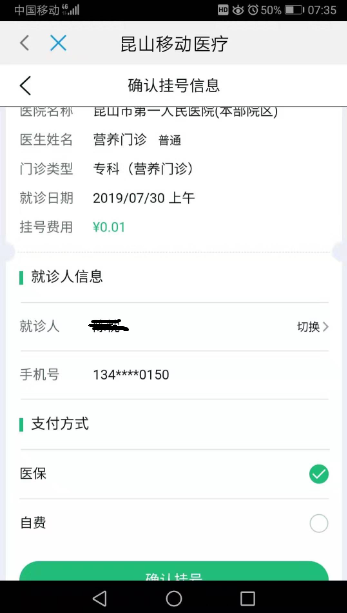 中国移动 46 HD 50% 07:35
昆山移动医疗
确认挂号信息
医院名称 昆山市第一人民医院(本部院区)
医生姓名 营养门诊 普通
门诊类型 专科（营养门诊）
就诊日期 2019/07/30 上午
挂号费用 ¥0.01
就诊人信息
就诊人 切换
手机号 134****0150
支付方式
医保
自费
确认挂号